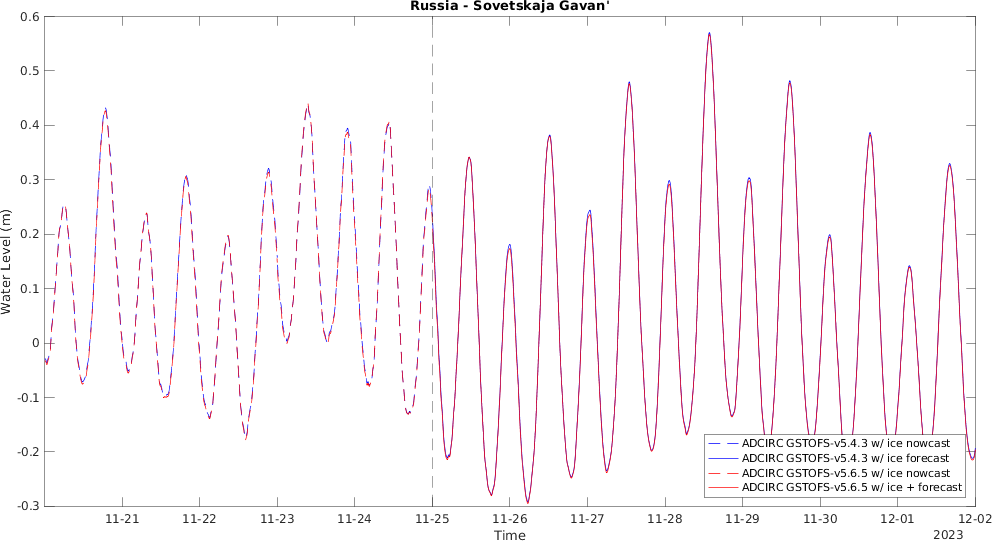 Russia - Sovetskaja Gavan'
0.6
0.5
0.4
0.3
0.2
0.1
0
-0.1
-0.2
-0.3
Water Level (m)
ADCIRC GSTOFS-v5.4.3 w/ ice nowcast
ADCIRC GSTOFS-v5.4.3 w/ ice forecast
ADCIRC GSTOFS-v5.6.5 w/ ice nowcast
ADCIRC GSTOFS-v5.6.5 w/ ice + forecast
11-21 11-22 11-23 11-24 11-25 11-26 11-27 11-28 11-29 11-30 12-01 12-02
Time
2023